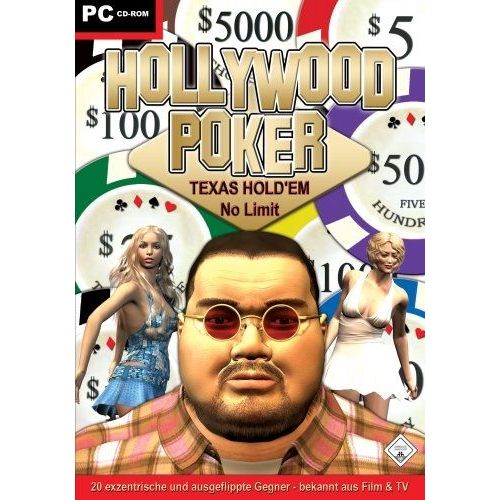 PC CD-ROM
$5000
$5
HOLLYWOOD
POKER
$100
$50
TEXAS HOLD'EM
No Limit
FIVE
HUNDR
$
100
$
20 exzentrische und ausgeflippte Gegner - bekannt aus Film & TV